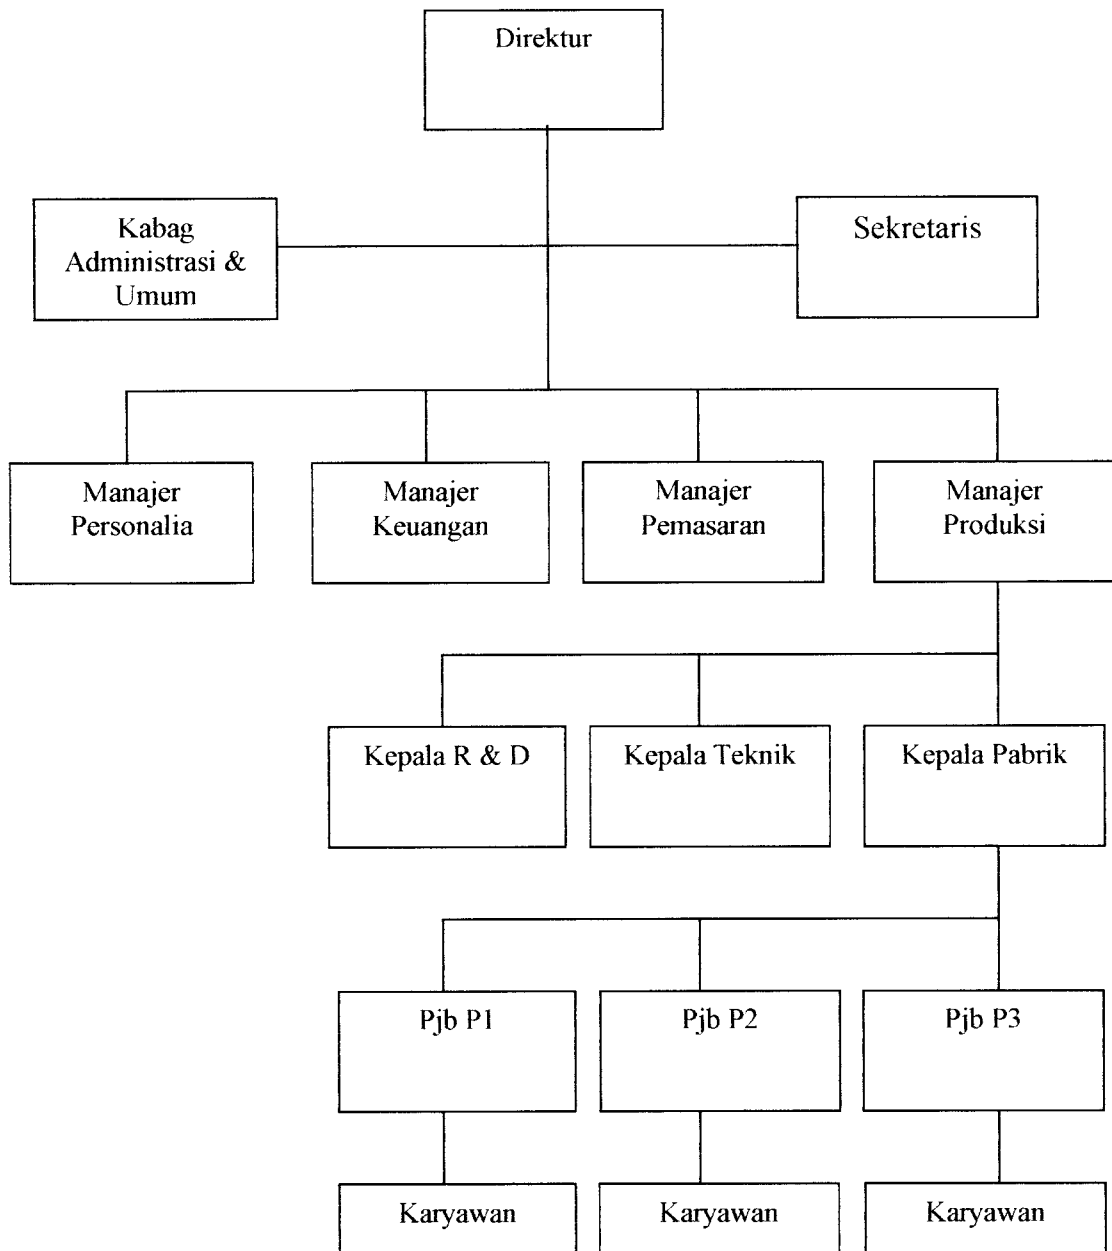 Direktur
Kabag
Administrasi &
Umum
Sekretaris
Manajer
Personalia
Manajer
Keuangan
Manajer
Pemasaran
Manajer
Produksi
Kepala R & D
Kepala Teknik
Kepala Pabrik
Pjb P1
Pjb P2
Pjb P3
Karyawan
Karyawan
Karyawan